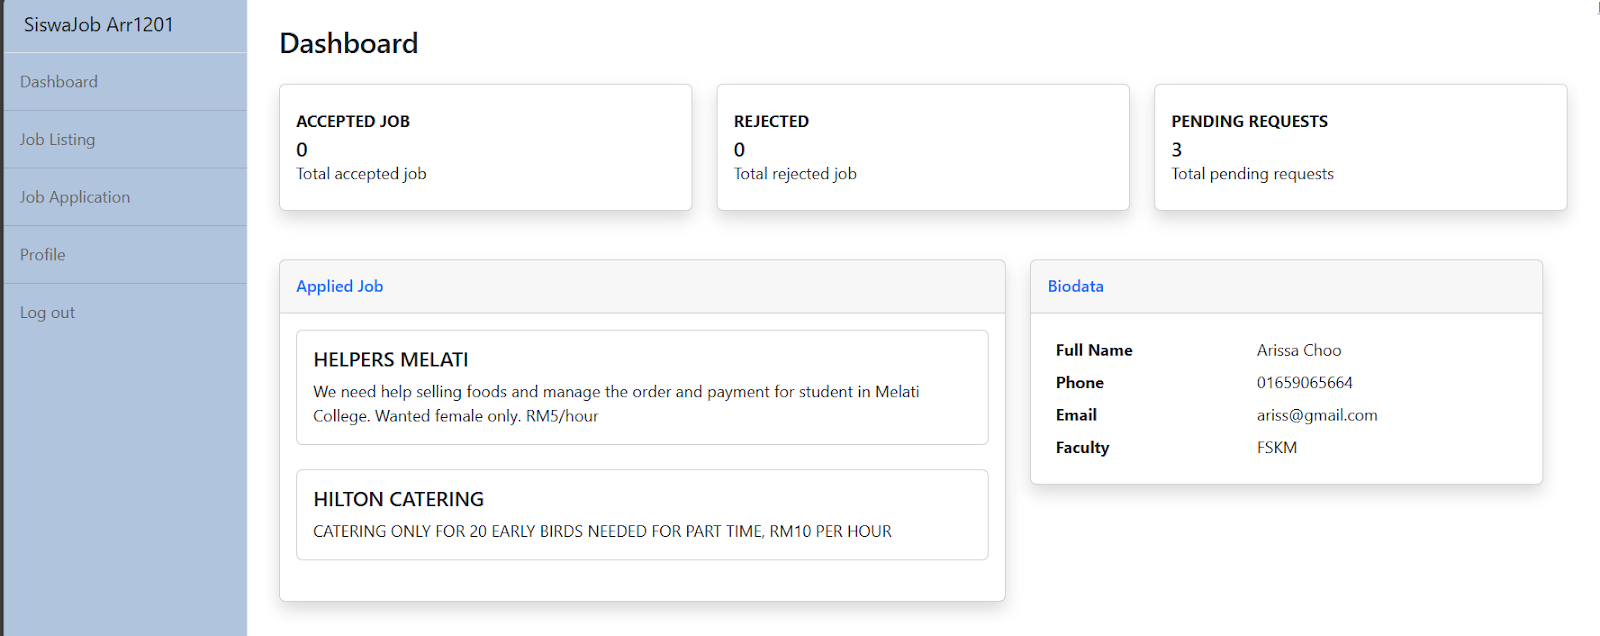 SiswaJob Arr1201
Dashboard
Job Listing
Job Application
Profile
Log out
Dashboard
ACCEPTED JOB
0
Total accepted job
REJECTED
0
Total rejected job
PENDING REQUESTS
3
Total pending requests
Applied Job
HELPERS MELATI
We need help selling foods and manage the order and payment for student in Melati
College. Wanted female only. RM5/hour
HILTON CATERING
CATERING ONLY FOR 20 EARLY BIRDS NEEDED FOR PART TIME, RM10 PER HOUR
Biodata
Full Name Arissa Choo
Phone 01659065664
Email ariss@gmail.com
Faculty FSKM